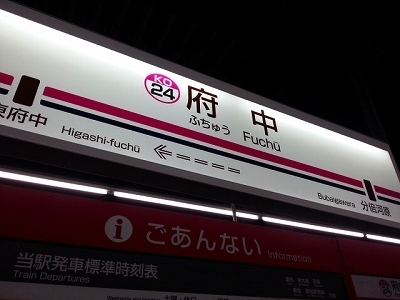 KO
24
府中
ふちゅう
Fuchū
東府中
Higashi-fuchū
Bubaigawara
分倍河原
i ごあんない
Information
当駅発車標準時刻表
Train Departures